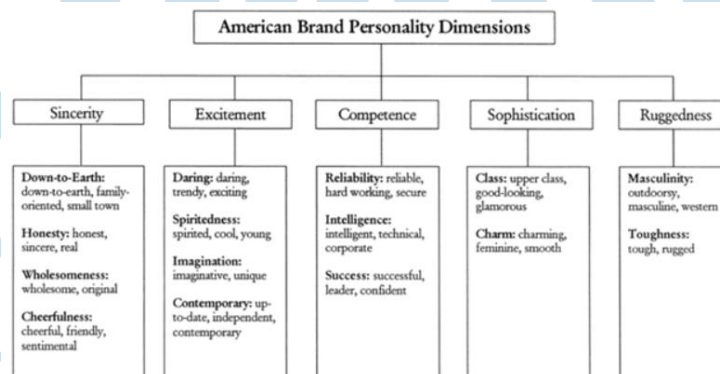 American Brand Personality Dimensions
Sincerity
Excitement
Competence
Sophistication
Ruggedness
Down-to-Earth:
down-to-earth, family-
oriented, small town
Honesty: honest,
sincere, real
Wholesomeness:
wholesome, original
Cheerfulness:
cheerful, friendly,
sentimental
Daring: daring,
trendy, exciting
Spiritedness:
spirited, cool, young
Imagination:
imaginative, unique
Contemporary: up-
to-date, independent,
contemporary
Reliability: reliable,
hard working, secure
Intelligence:
intelligent, technical,
corporate
Success: successful,
leader, confident
Class: upper class,
good-looking,
glamorous
Charm: charming,
feminine, smooth
Masculinity:
outdoorsy,
masculine, western
Toughness:
tough, rugged